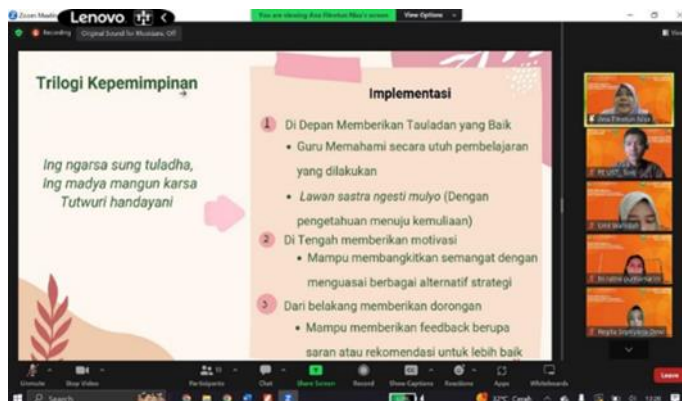 Zoom Meeting
Lenovo
You are viewing Ana Fitrotun Nisa's screen
View Options
Recording
Original Sound for Musicians: Off
View
Trilogi Kepemimpinan
Ing ngarsa sung tuladha,
Ing madya mangun karsa
Tutwuri handayani
Implementasi
1 Di Depan Memberikan Tauladan yang Baik
• Guru Memahami secara utuh pembelajaran
yang dilakukan
• Lawan sastra ngesti mulyo (Dengan
pengetahuan menuju kemuliaan)
2 Di Tengah memberikan motivasi
• Mampu membangkitkan semangat dengan
menguasai berbagai alternatif strategi
3 Dari belakang memberikan dorongan
• Mampu memberikan feedback berupa
saran atau rekomendasi untuk lebih baik
Ana Fitrotun Nisa
Unmute
Stop Video
Participants
Chat
Share Screen
Record
Show Captions
Reactions
Apps
Whiteboards
Leave
Search
32°C Cerah